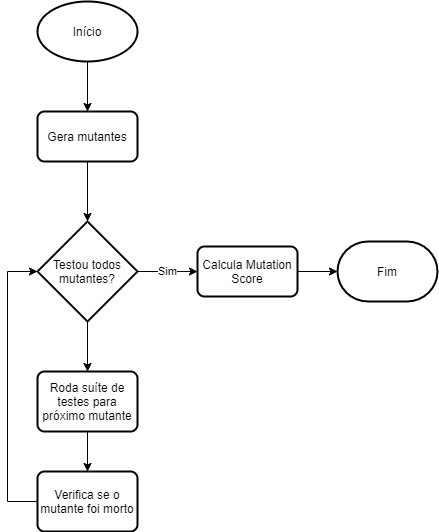 Início
Gera mutantes
Testou todos
mutantes?
Sim
Calcula Mutation
Score
Fim
Roda suíte de
testes para
próximo mutante
Verifica se o
mutante foi morto